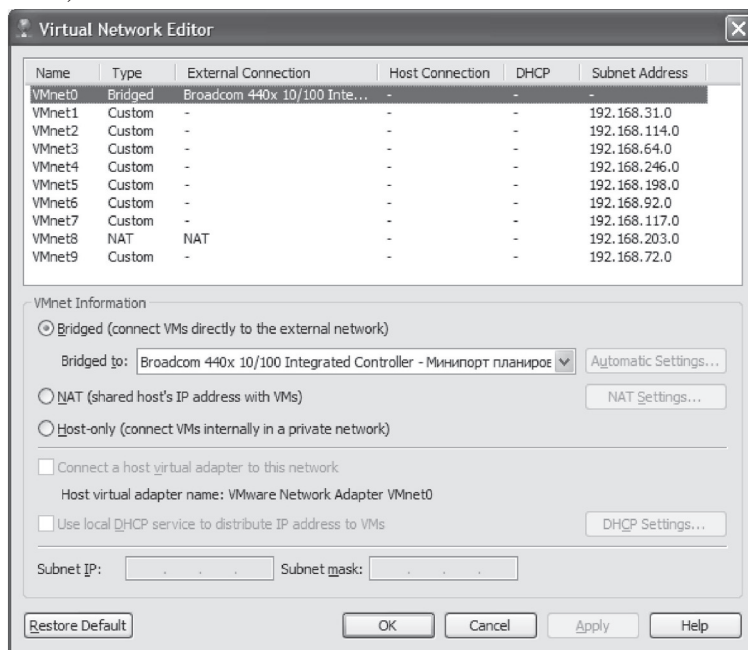 Virtual Network Editor
Name Type External Connection Host Connection DHCP Subnet Address
VMnet0 Bridged Broadcom 440x 10/100 Inte... - - -
VMnet1 Custom - - - 192.168.31.0
VMnet2 Custom - - - 192.168.114.0
VMnet3 Custom - - - 192.168.64.0
VMnet4 Custom - - - 192.168.246.0
VMnet5 Custom - - - 192.168.198.0
VMnet6 Custom - - - 192.168.92.0
VMnet7 Custom - - - 192.168.117.0
VMnet8 NAT NAT - - 192.168.203.0
VMnet9 Custom - - - 192.168.72.0
VMnet Information
Bridged (connect VMs directly to the external network)
Bridged to: Broadcom 440x 10/100 Integrated Controller - Минипорт планиров Automatic Settings...
NAT (shared host's IP address with VMs) NAT Settings...
Host-only (connect VMs internally in a private network)
Connect a host virtual adapter to this network
Host virtual adapter name: VMware Network Adapter VMnet0
Use local DHCP service to distribute IP address to VMs DHCP Settings...
Subnet IP: . . . Subnet mask: . . .
Restore Default OK Cancel Apply Help